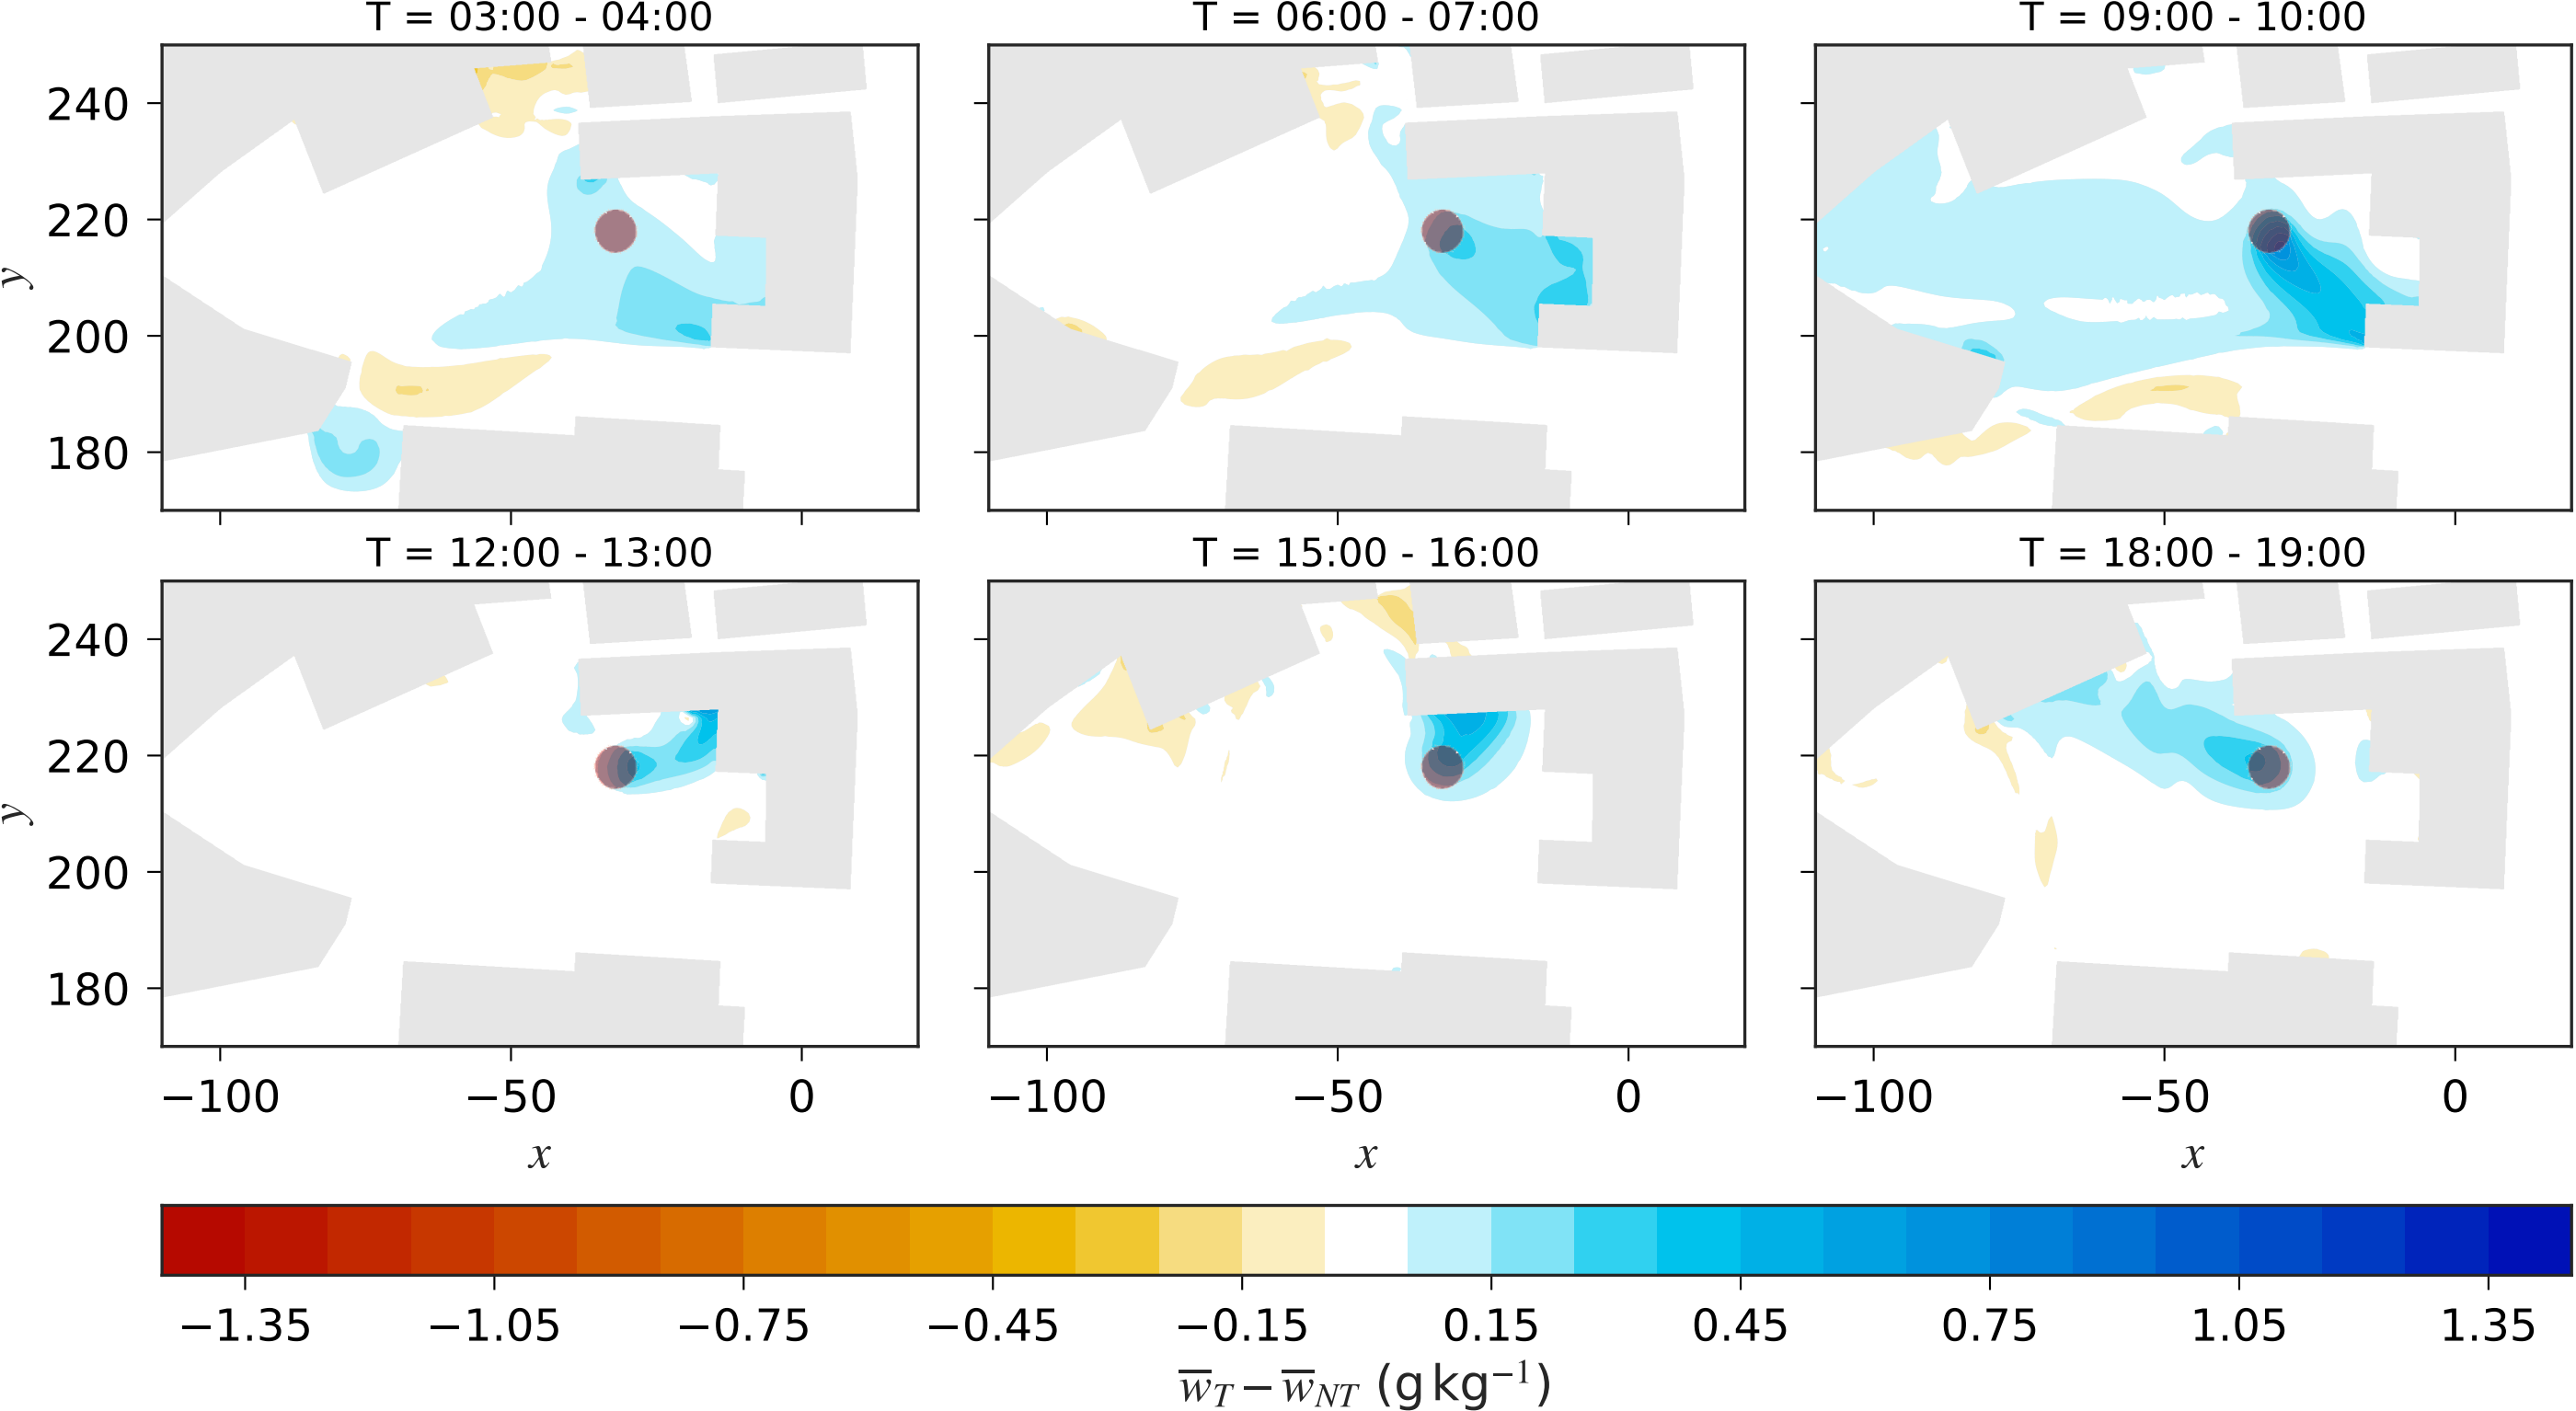 T = 03:00 - 04:00
T = 06:00 - 07:00
T = 09:00 - 10:00
240
220
200
180
y
T = 12:00 - 13:00
T = 15:00 - 16:00
T = 18:00 - 19:00
240
220
200
180
y
−100 −50 0
−100 −50 0
−100 −50 0
x
x
x
−1.35 −1.05 −0.75 −0.45 −0.15 0.15 0.45 0.75 1.05 1.35
w̅_T − w̅_NT (g kg⁻¹)